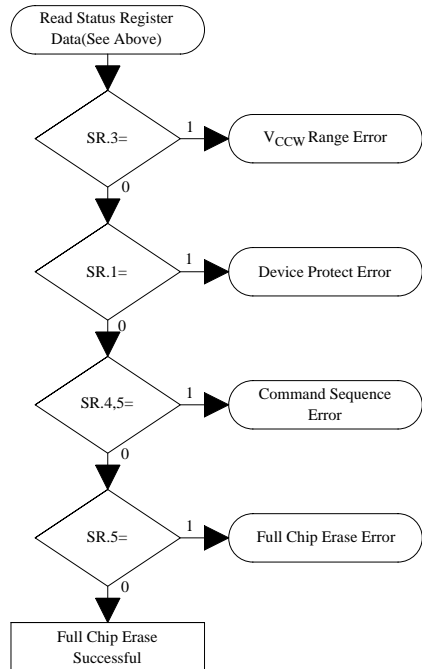 Read Status Register
Data(See Above)
SR.3=
1
VCCW Range Error
0
SR.1=
1
Device Protect Error
0
SR.4,5=
1
Command Sequence
Error
0
SR.5=
1
Full Chip Erase Error
0
Full Chip Erase
Successful